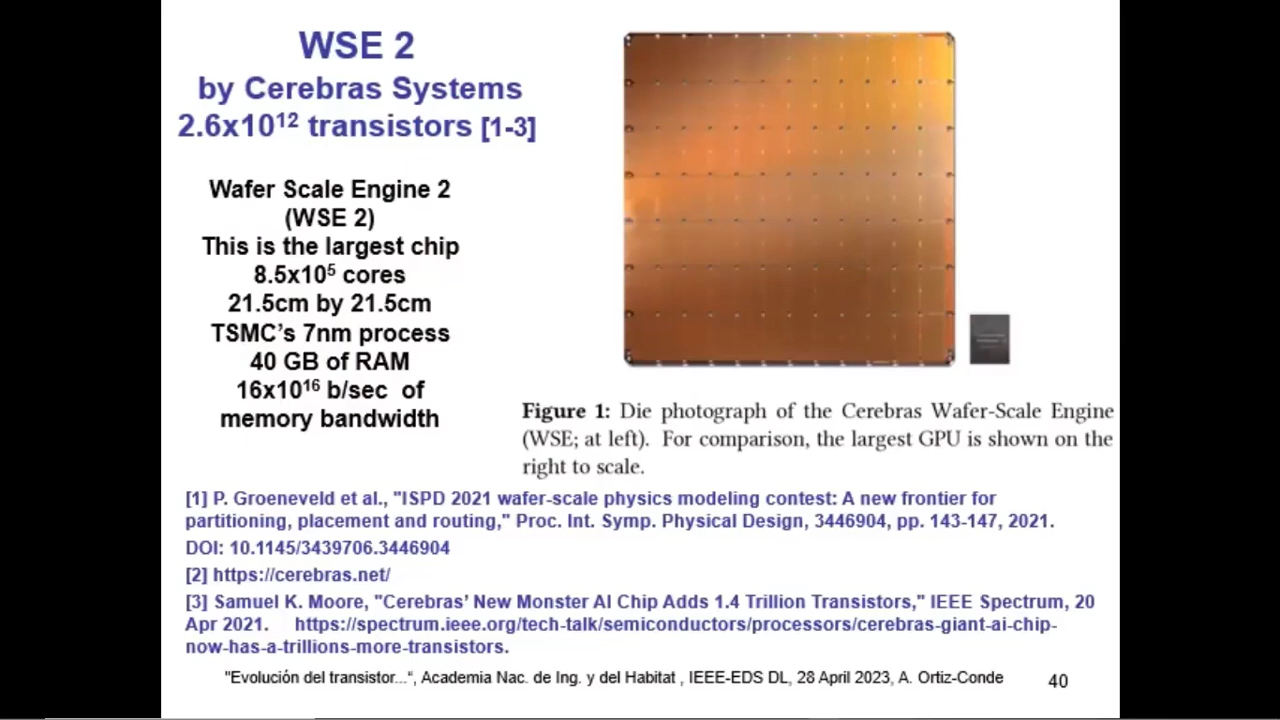 WSE 2
by Cerebras Systems
2.6x10¹² transistors [1-3]
Wafer Scale Engine 2
(WSE 2)
This is the largest chip
8.5x10⁵ cores
21.5cm by 21.5cm
TSMC's 7nm process
40 GB of RAM
16x10¹⁶ b/sec of
memory bandwidth
Figure 1: Die photograph of the Cerebras Wafer-Scale Engine
(WSE; at left). For comparison, the largest GPU is shown on the
right to scale.
[1] P. Groeneveld et al., "ISPD 2021 wafer-scale physics modeling contest: A new frontier for
partitioning, placement and routing," Proc. Int. Symp. Physical Design, 3446904, pp. 143-147, 2021.
DOI: 10.1145/3439706.3446904
[2] https://cerebras.net/
[3] Samuel K. Moore, "Cerebras' New Monster AI Chip Adds 1.4 Trillion Transistors," IEEE Spectrum, 20
Apr 2021. https://spectrum.ieee.org/tech-talk/semiconductors/processors/cerebras-giant-ai-chip-
now-has-a-trillions-more-transistors.
"Evolución del transistor...“, Academia Nac. de Ing. y del Habitat , IEEE-EDS DL, 28 April 2023, A. Ortiz-Conde
40